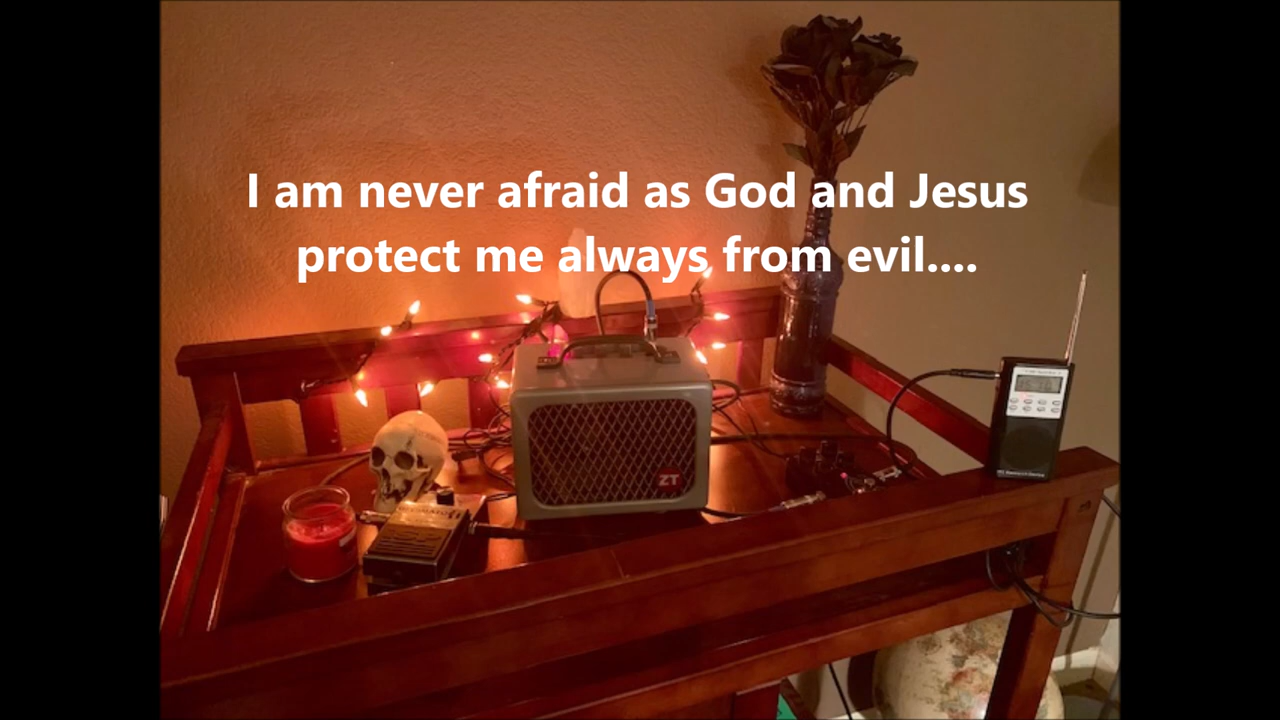 I am never afraid as God and Jesus
protect me always from evil....
ZT